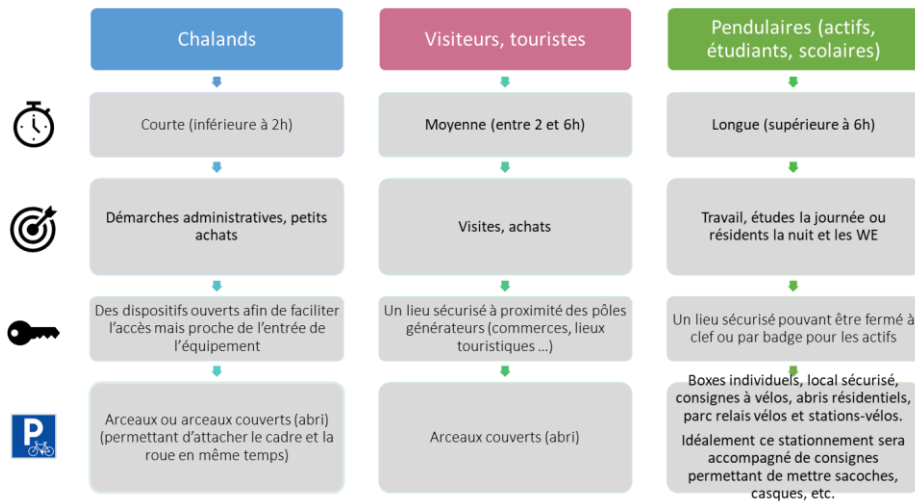 Chalands
Visiteurs, touristes
Pendulaires (actifs,
étudiants, scolaires)
Courte (inférieure à 2h)
Moyenne (entre 2 et 6h)
Longue (supérieure à 6h)
Démarches administratives, petits
achats
Visites, achats
Travail, études la journée ou
résidents la nuit et les WE
Des dispositifs ouverts afin de faciliter
l'accès mais proche de l'entrée de
l'équipement
Un lieu sécurisé à proximité des pôles
générateurs (commerces, lieux
touristiques ...)
Un lieu sécurisé pouvant être fermé à
clef ou par badge pour les actifs
P
Arceaux ou arceaux couverts (abri)
(permettant d'attacher le cadre et la
roue en même temps)
Arceaux couverts (abri)
Boxes individuels, local sécurisé,
consignes à vélos, abris résidentiels,
parc relais vélos et stations-vélos.
Idéalement ce stationnement sera
accompagné de consignes
permettant de mettre sacoches,
casques, etc.